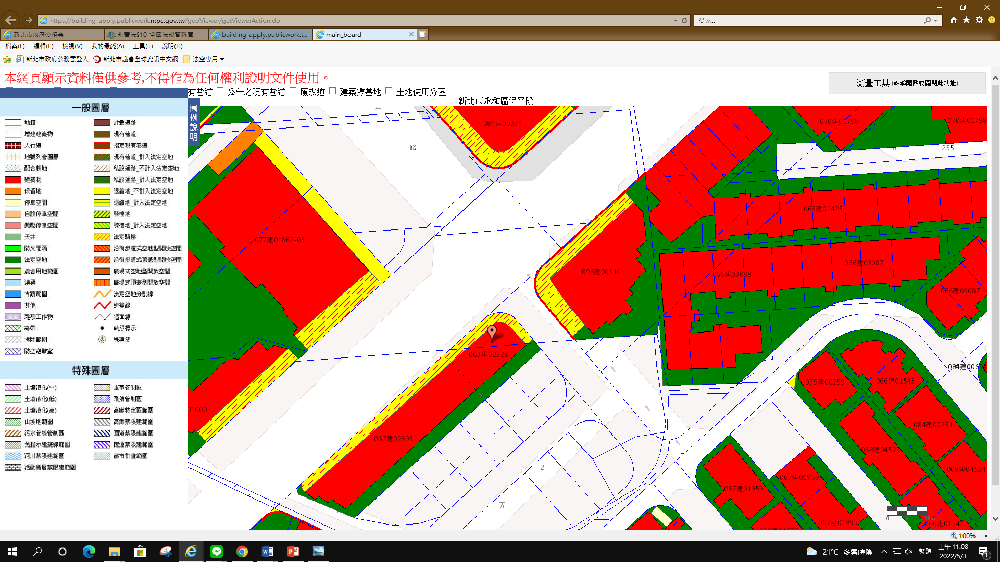 https://building-apply.publicwork.ntpc.gov.tw/geoViewer/getViewerAction.do
搜尋...
新北市政府公務雲
規費法§10-全國法規資料庫
building-apply.publicwork.t...
main_board
檔案(F) 編輯(E) 檢視(V) 我的最愛(A) 工具(T) 說明(H)
新北市政府公務雲登入 新北市議會全球資訊中文網 法空專用
本網頁顯示資料僅供參考,不得作為任何權利證明文件使用。
測量工具 (點擊開啟或關閉此功能)
有巷道 公告之現有巷道 廢改道 建築線基地 土地使用分區
新北市永和區保平段
圖例說明
一般圖層
地籍 計畫道路
增建建築物 現有巷道
人行道 指定現有巷道
地號列管圖層 現有巷道_計入法定空地
配合耕地 私設通路_不計入法定空地
建築物 私設通路_計入法定空地
保留地 退縮地_不計入法定空地
停車空間 退縮地_計入法定空地
自設停車空間 騎樓地
獎勵停車空間 騎樓地_計入法定空地
天井 法定騎樓
防火間隔 沿街步道式空地型開放空間
法定空地 沿街步道式頂蓋型開放空間
農舍用地範圍 廣場式空地型開放空間
溝渠 廣場式頂蓋型開放空間
古蹟範圍 法定空地分割線
其他 建築線
雜項工作物 牆面線
綠帶 執照標示
拆除範圍 綠建築
防空避難室
特殊圖層
土壤液化(中) 軍事管制區
土壤液化(低) 飛航管制區
土壤液化(高) 高鐵特定區範圍
山坡地範圍 高鐵禁限建範圍
污水管線管制區 國道禁限建範圍
免指示建築線範圍 捷運禁限建範圍
河川禁限建範圍 都市計畫範圍
活動斷層禁限建範圍
生
084建00374
070建01798
070建01798
路
255
068建01425
077建01862-03
066建03087
098建00310
066建03088
066建03087
063建02528
084建00694
079建00259
066建01543
01000
084建00251
062建02893
068建04523
2
068建04524
067建01959
067建01959
弄
067建01995
066建01541
0 5 10m
100%
21°C 多雲時陰
繁體
上午 11:08
2022/5/3
1